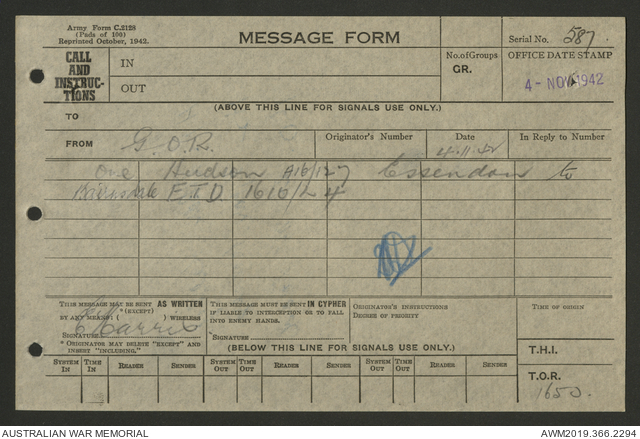 Army Form C.2128
(Pads of 100)
Reprinted October, 1942.
MESSAGE FORM
Serial No. 587.
CALL
AND
INSTRUC-
TIONS
IN
OUT
No. of Groups
GR.
OFFICE DATE STAMP
4 - NOV 1942
(ABOVE THIS LINE FOR SIGNALS USE ONLY.)
TO
FROM G.O.R.
Originator's Number
Date
4.11.42
In Reply to Number
One Hudson A16/127 Essendon to
Bairnsdale E.T.D. 1616/L 4
THIS MESSAGE MAY BE SENT AS WRITTEN
(EXCEPT)
BY ANY MEANS ( ) WIRELESS
SIGNATURE Harris
* ORIGINATOR MAY DELETE "EXCEPT" AND
INSERT "INCLUDING."
THIS MESSAGE MUST BE SENT IN CYPHER
IF LIABLE TO INTERCEPTION OR TO FALL
INTO ENEMY HANDS.
SIGNATURE
ORIGINATOR'S INSTRUCTIONS
DEGREE OF PRIORITY
TIME OF ORIGIN
(BELOW THIS LINE FOR SIGNALS USE ONLY.)
T.H.I.
SYSTEM IN
TIME IN
READER
SENDER
SYSTEM OUT
TIME OUT
READER
SENDER
SYSTEM OUT
TIME OUT
READER
SENDER
T.O.R.
1650
AUSTRALIAN WAR MEMORIAL
AWM2019.366.2294